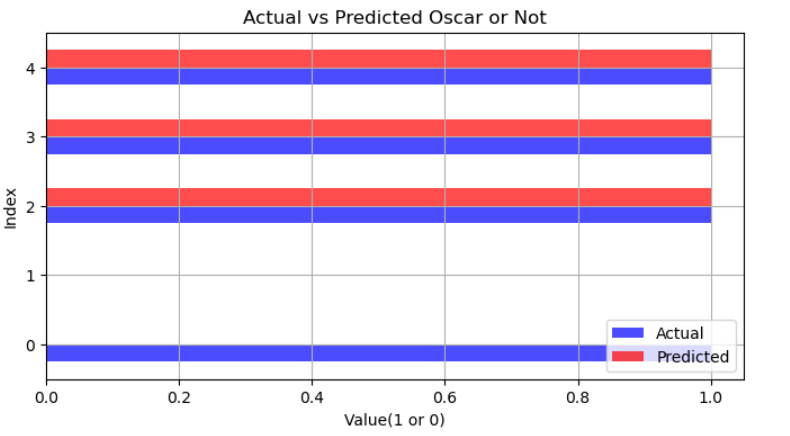 Actual vs Predicted Oscar or Not
Index
4
3
2
1
0
Actual
Predicted
0.0 0.2 0.4 0.6 0.8 1.0
Value(1 or 0)